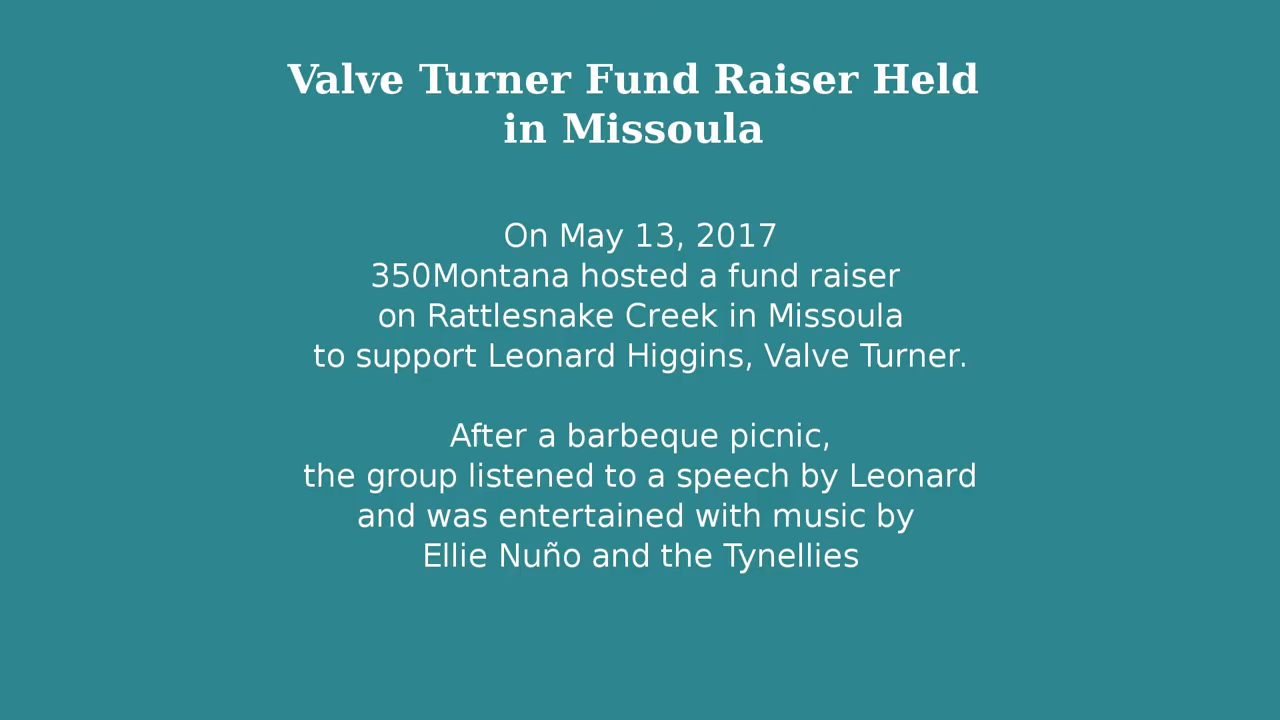 Valve Turner Fund Raiser Held
in Missoula
On May 13, 2017
350Montana hosted a fund raiser
on Rattlesnake Creek in Missoula
to support Leonard Higgins, Valve Turner.
After a barbeque picnic,
the group listened to a speech by Leonard
and was entertained with music by
Ellie Nuño and the Tynellies